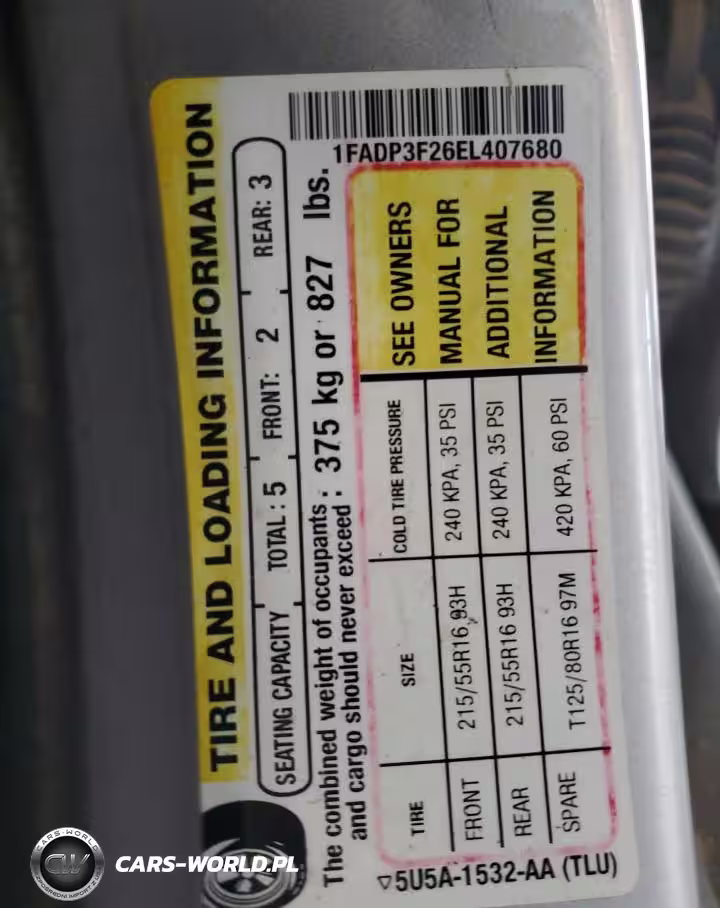 TIRE AND LOADING INFORMATION
SEATING CAPACITY TOTAL: 5 FRONT: 2 REAR: 3
The combined weight of occupants
and cargo should never exceed : 375 kg or 827 lbs.
1FADP3F26EL407680
TIRE SIZE COLD TIRE PRESSURE
FRONT 215/55R16 93H 240 KPA, 35 PSI
REAR 215/55R16 93H 240 KPA, 35 PSI
SPARE T125/80R16 97M 420 KPA, 60 PSI
SEE OWNERS
MANUAL FOR
ADDITIONAL
INFORMATION
5U5A-1532-AA (TLU)
CARS-WORLD
CW
CARS-WORLD.PL